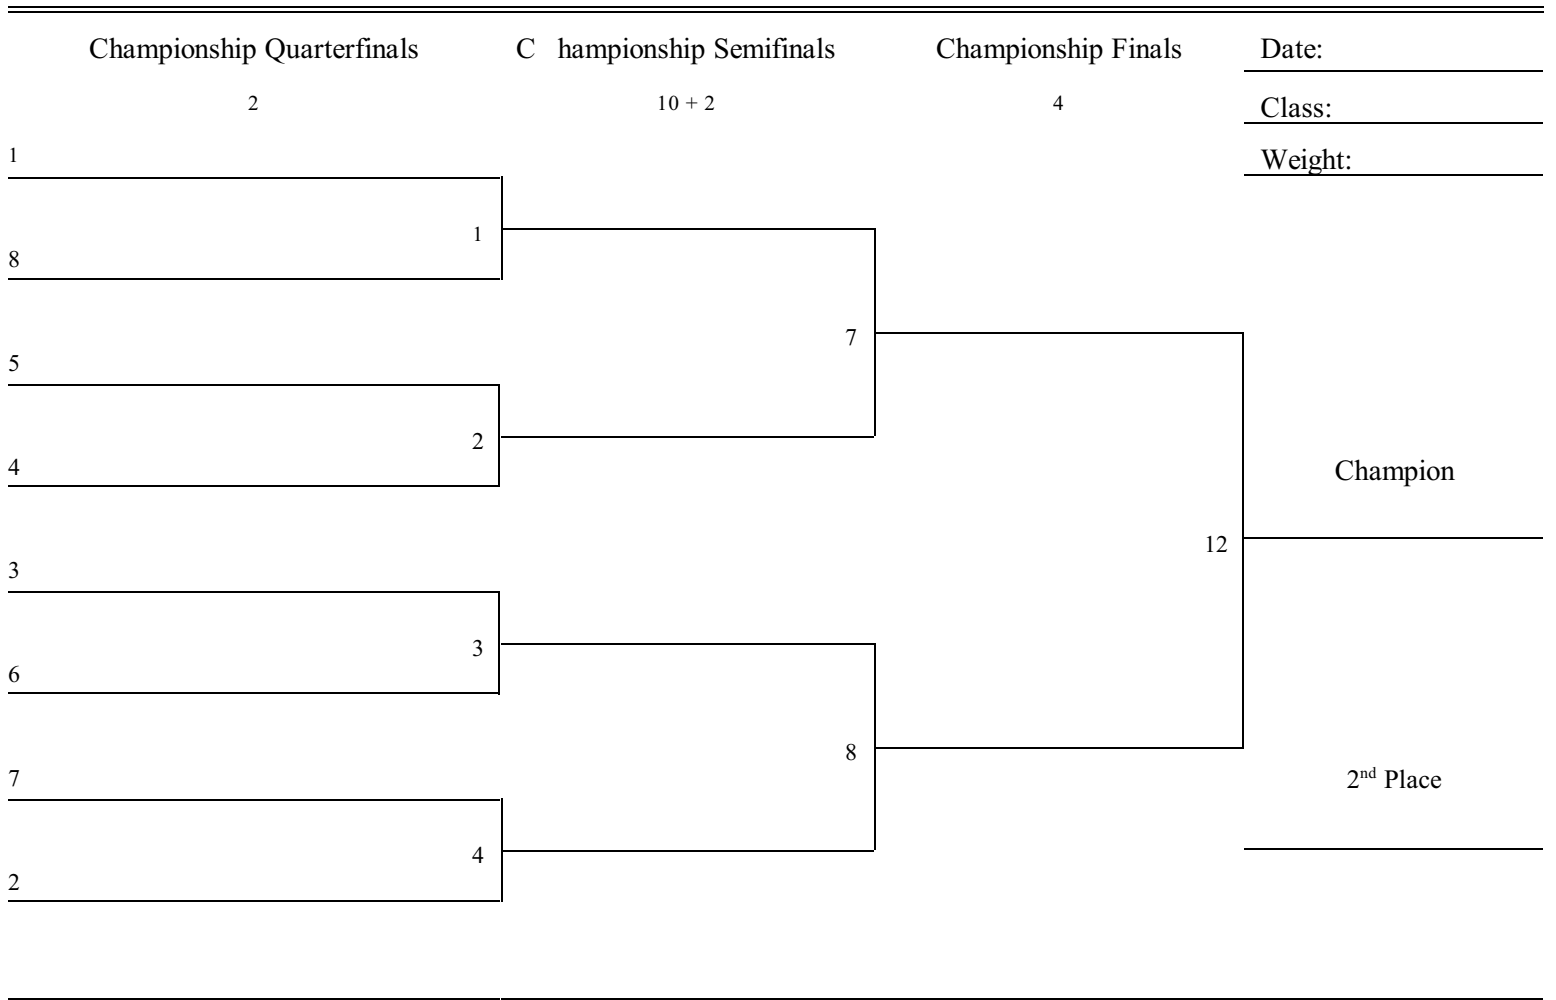 Championship Quarterfinals C hampionship Semifinals Championship Finals Date:
2 10 + 2 4 Class:
1 Weight:
1
8
7
5
2
4 Champion
12
3
3
6
8
7 2nd Place
4
2